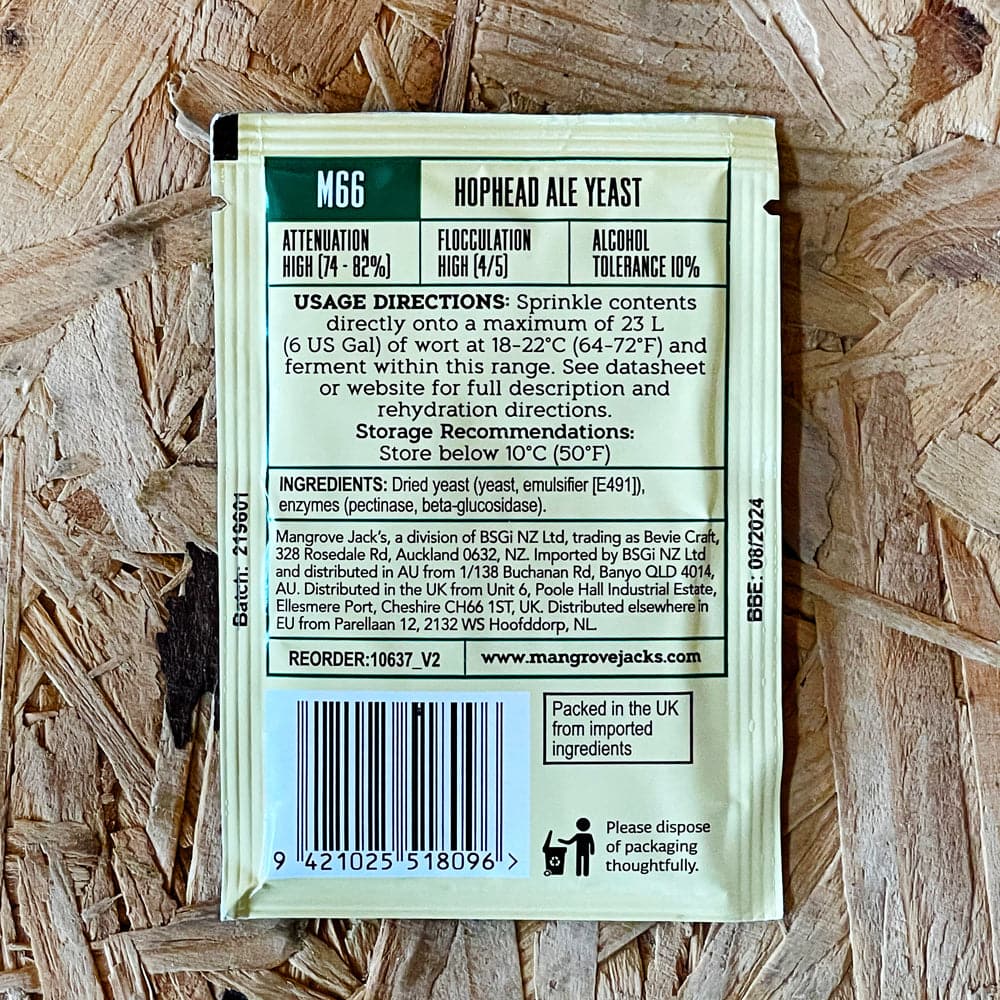 M66
HOPHEAD ALE YEAST
ATTENUATION
HIGH (74 - 82%)
FLOCCULATION
HIGH (4/5)
ALCOHOL
TOLERANCE 10%
USAGE DIRECTIONS: Sprinkle contents
directly onto a maximum of 23 L
(6 US Gal) of wort at 18-22°C (64-72°F) and
ferment within this range. See datasheet
or website for full description and
rehydration directions.
Storage Recommendations:
Store below 10°C (50°F)
INGREDIENTS: Dried yeast (yeast, emulsifier [E491]),
enzymes (pectinase, beta-glucosidase).
Mangrove Jack's, a division of BSGi NZ Ltd, trading as Bevie Craft,
328 Rosedale Rd, Auckland 0632, NZ. Imported by BSGi NZ Ltd
and distributed in AU from 1/138 Buchanan Rd, Banyo QLD 4014,
AU. Distributed in the UK from Unit 6, Poole Hall Industrial Estate,
Ellesmere Port, Cheshire CH66 1ST, UK. Distributed elsewhere in
EU from Parellaan 12, 2132 WS Hoofddorp, NL.
REORDER:10637_V2
www.mangrovejacks.com
Batch: 219601
BBE: 08/2024
Packed in the UK
from imported
ingredients
9 421025 518096 >
Please dispose
of packaging
thoughtfully.